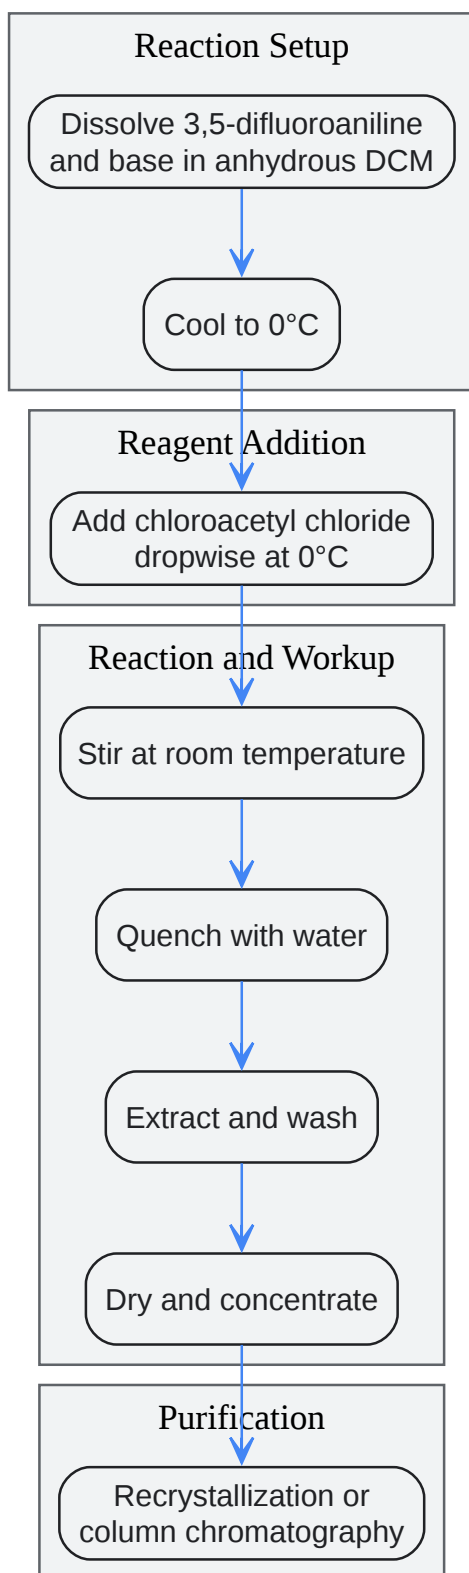 Reaction Setup
Dissolve 3,5-difluoroaniline
and base in anhydrous DCM
Cool to 0°C
Reagent Addition
Add chloroacetyl chloride
dropwise at 0°C
Reaction and Workup
Stir at room temperature
Quench with water
Extract and wash
Dry and concentrate
Purification
Recrystallization or
column chromatography